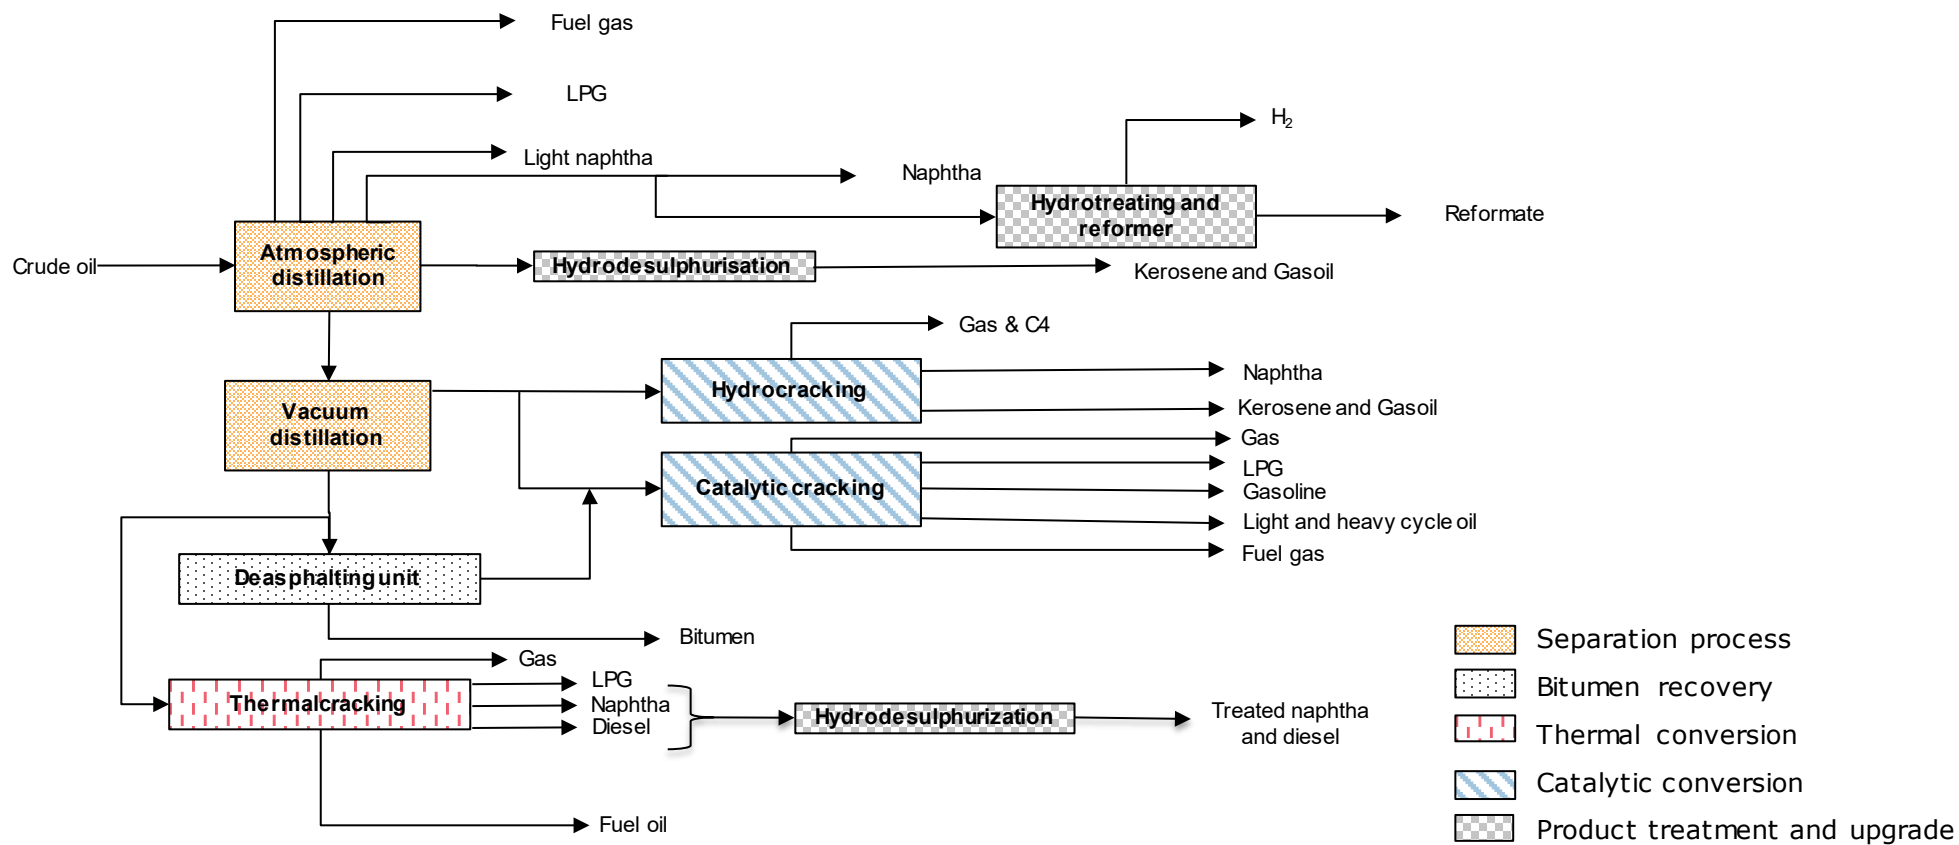 Fuel gas
LPG
H₂
Light naphtha
Naphtha
Hydrotreating and
reformer
Reformate
Crude oil
Atmospheric
distillation
Hydrodesulphurisation
Kerosene and Gasoil
Gas & C4
Hydrocracking
Naphtha
Kerosene and Gasoil
Vacuum
distillation
Gas
LPG
Catalytic cracking
Gasoline
Light and heavy cycle oil
Fuel gas
Deasphalting unit
Bitumen
Gas
LPG
Thermal cracking
Naphtha
Diesel
Hydrodesulphurization
Treated naphtha
and diesel
Fuel oil
Separation process
Bitumen recovery
Thermal conversion
Catalytic conversion
Product treatment and upgrade